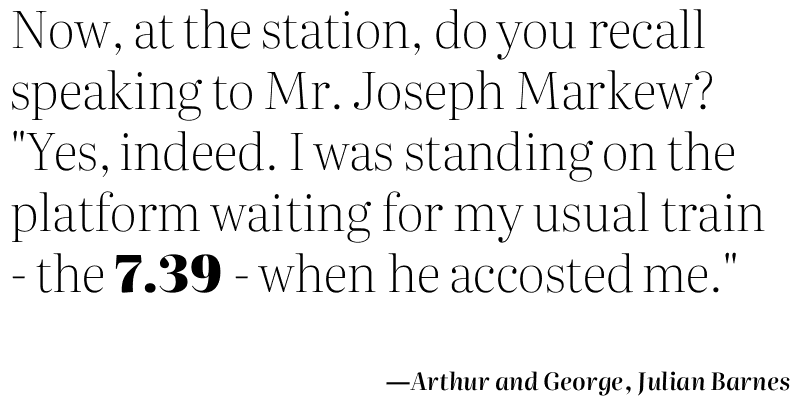 Now, at the station, do you recall
speaking to Mr. Joseph Markew?
"Yes, indeed. I was standing on the
platform waiting for my usual train
- the 7.39 - when he accosted me."
—Arthur and George, Julian Barnes